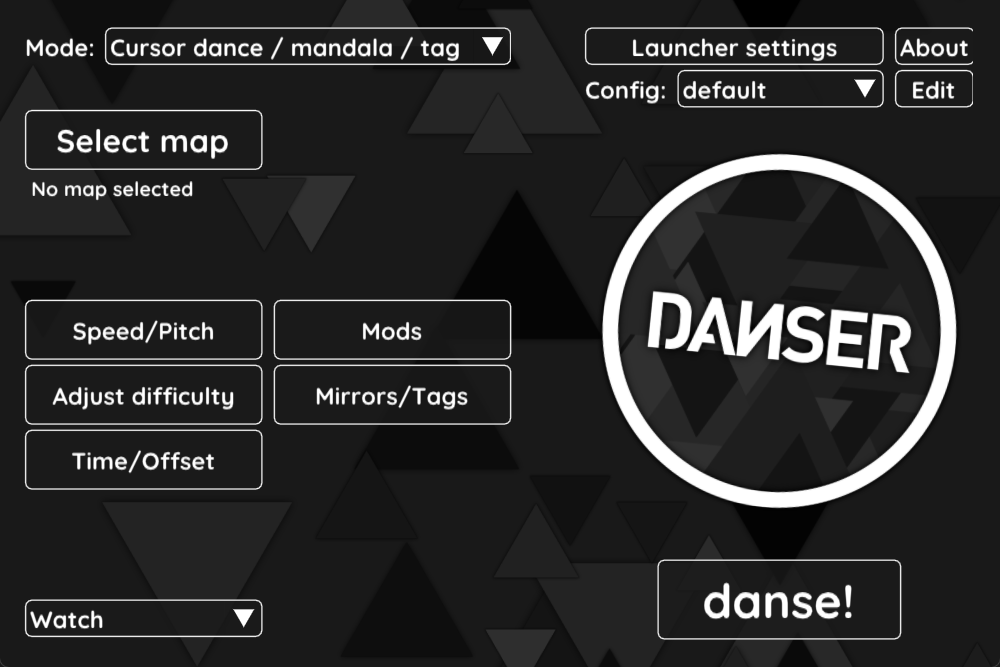 Mode: Cursor dance / mandala / tag
Launcher settings
About
Config: default
Edit
Select map
No map selected
DANSER
Speed/Pitch
Mods
Adjust difficulty
Mirrors/Tags
Time/Offset
Watch
danse!